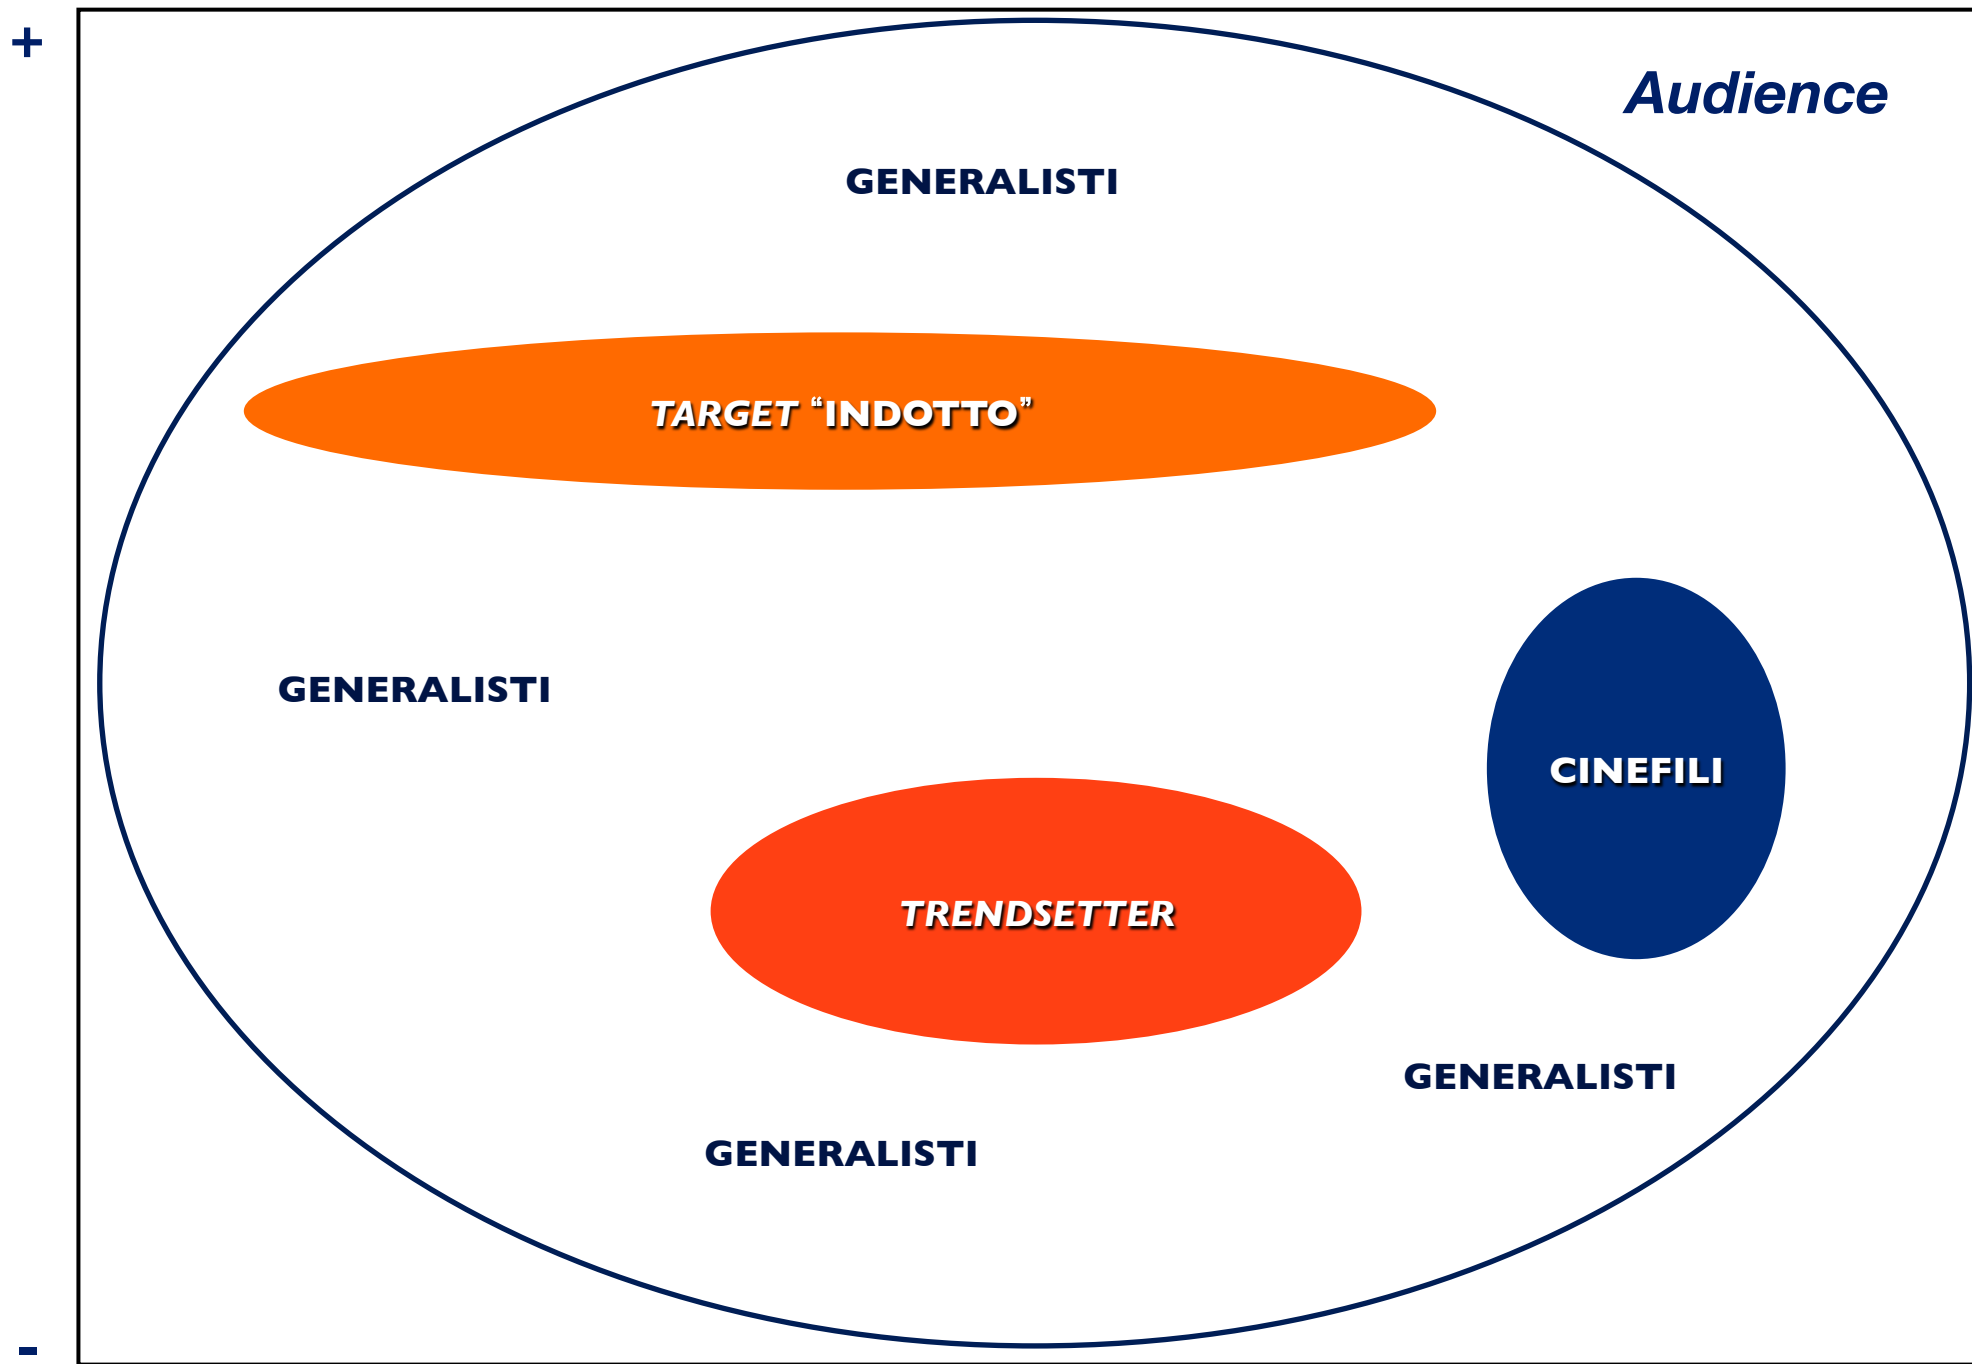 +
Audience
GENERALISTI
TARGET “INDOTTO”
GENERALISTI
CINEFILI
TRENDSETTER
GENERALISTI
GENERALISTI
-